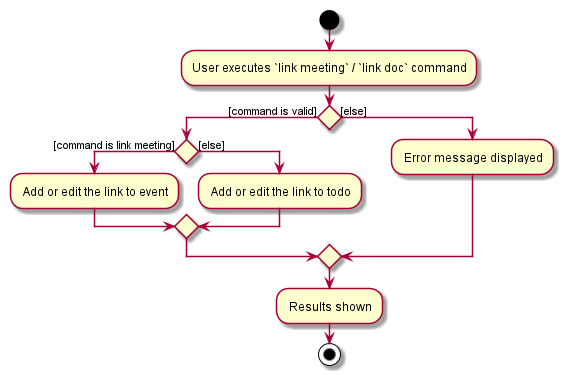 User executes `link meeting` / `link doc` command
[command is valid]
[else]
[command is link meeting]
[else]
Error message displayed
Add or edit the link to event
Add or edit the link to todo
Results shown